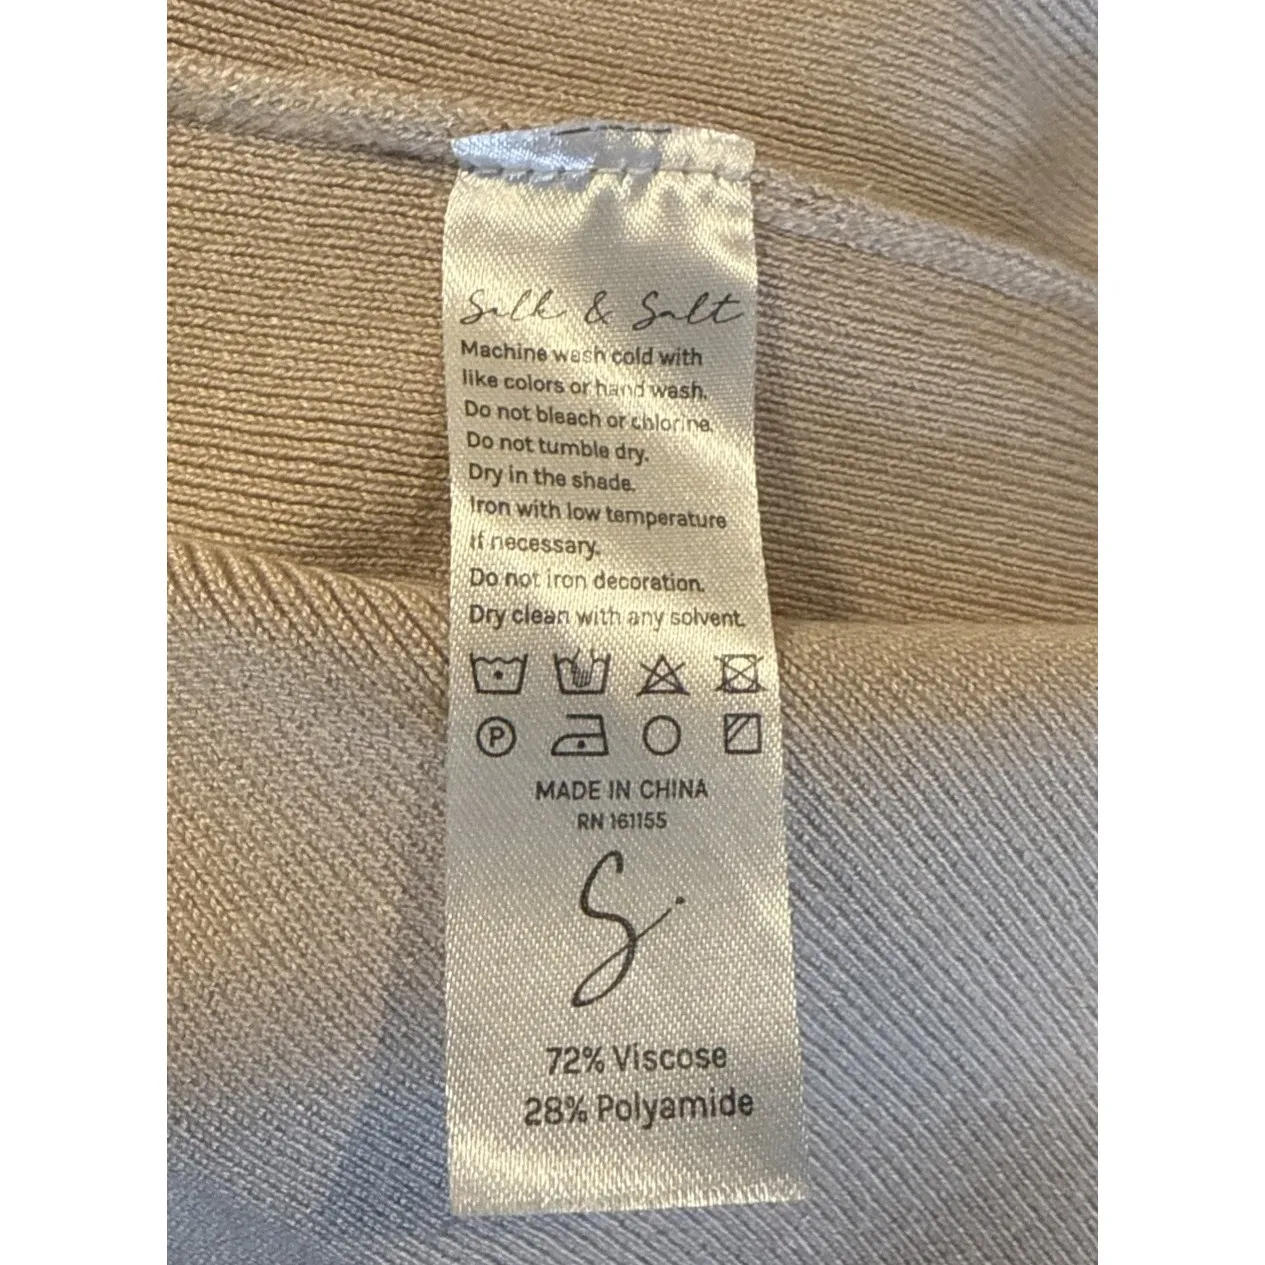 Silk & Salt
Machine wash cold with
like colors or hand wash.
Do not bleach or chlorine.
Do not tumble dry.
Dry in the shade.
Iron with low temperature
if necessary.
Do not iron decoration.
Dry clean with any solvent.
P
MADE IN CHINA
RN 161155
S.
72% Viscose
28% Polyamide